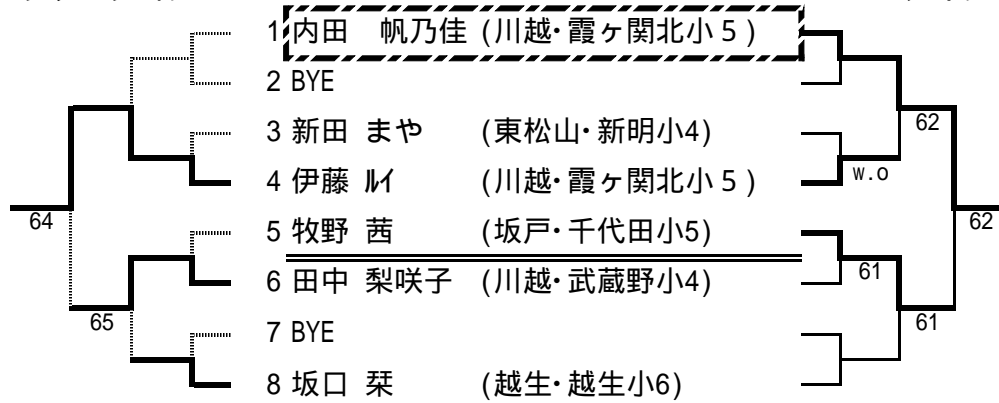 1 内田 帆乃佳 (川越･霞ヶ関北小５)
2 BYE
3 新田 まや (東松山･新明小4)
62
4 伊藤 ﾙｲ (川越･霞ヶ関北小５)
w.o
64
5 牧野 茜 (坂戸･千代田小5)
62
6 田中 梨咲子 (川越･武蔵野小4)
61
65
7 BYE
61
8 坂口 栞 (越生･越生小6)